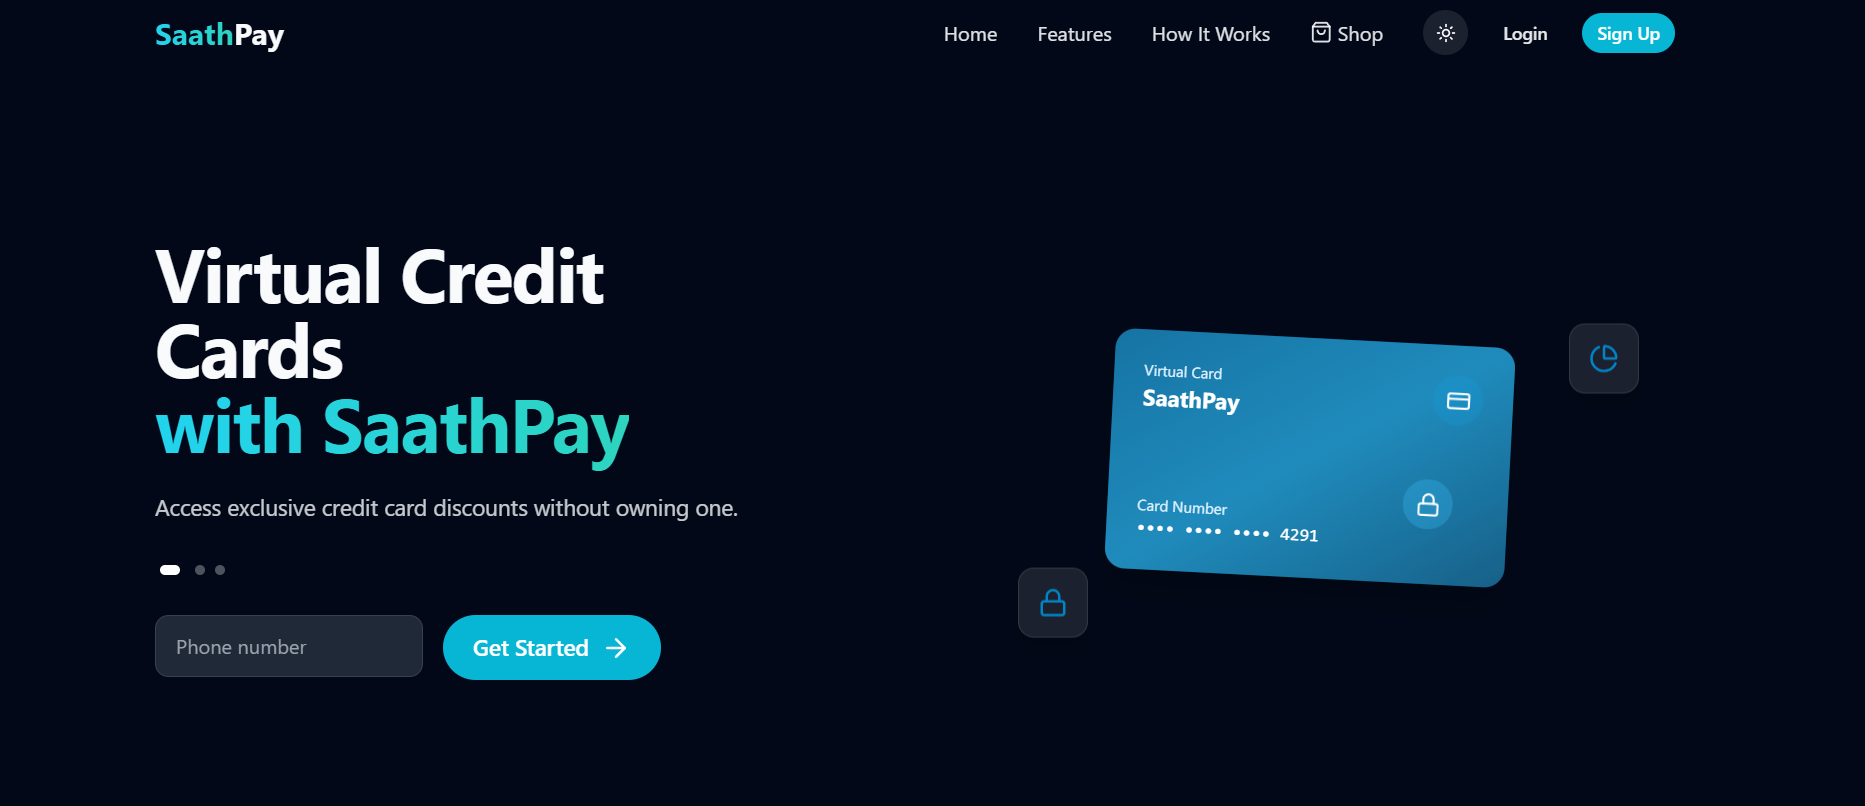 SaathPay
Home
Features
How It Works
Shop
Login
Sign Up
Virtual Credit
Cards
with SaathPay
Access exclusive credit card discounts without owning one.
Phone number
Get Started
Virtual Card
SaathPay
Card Number
•••• •••• •••• 4291